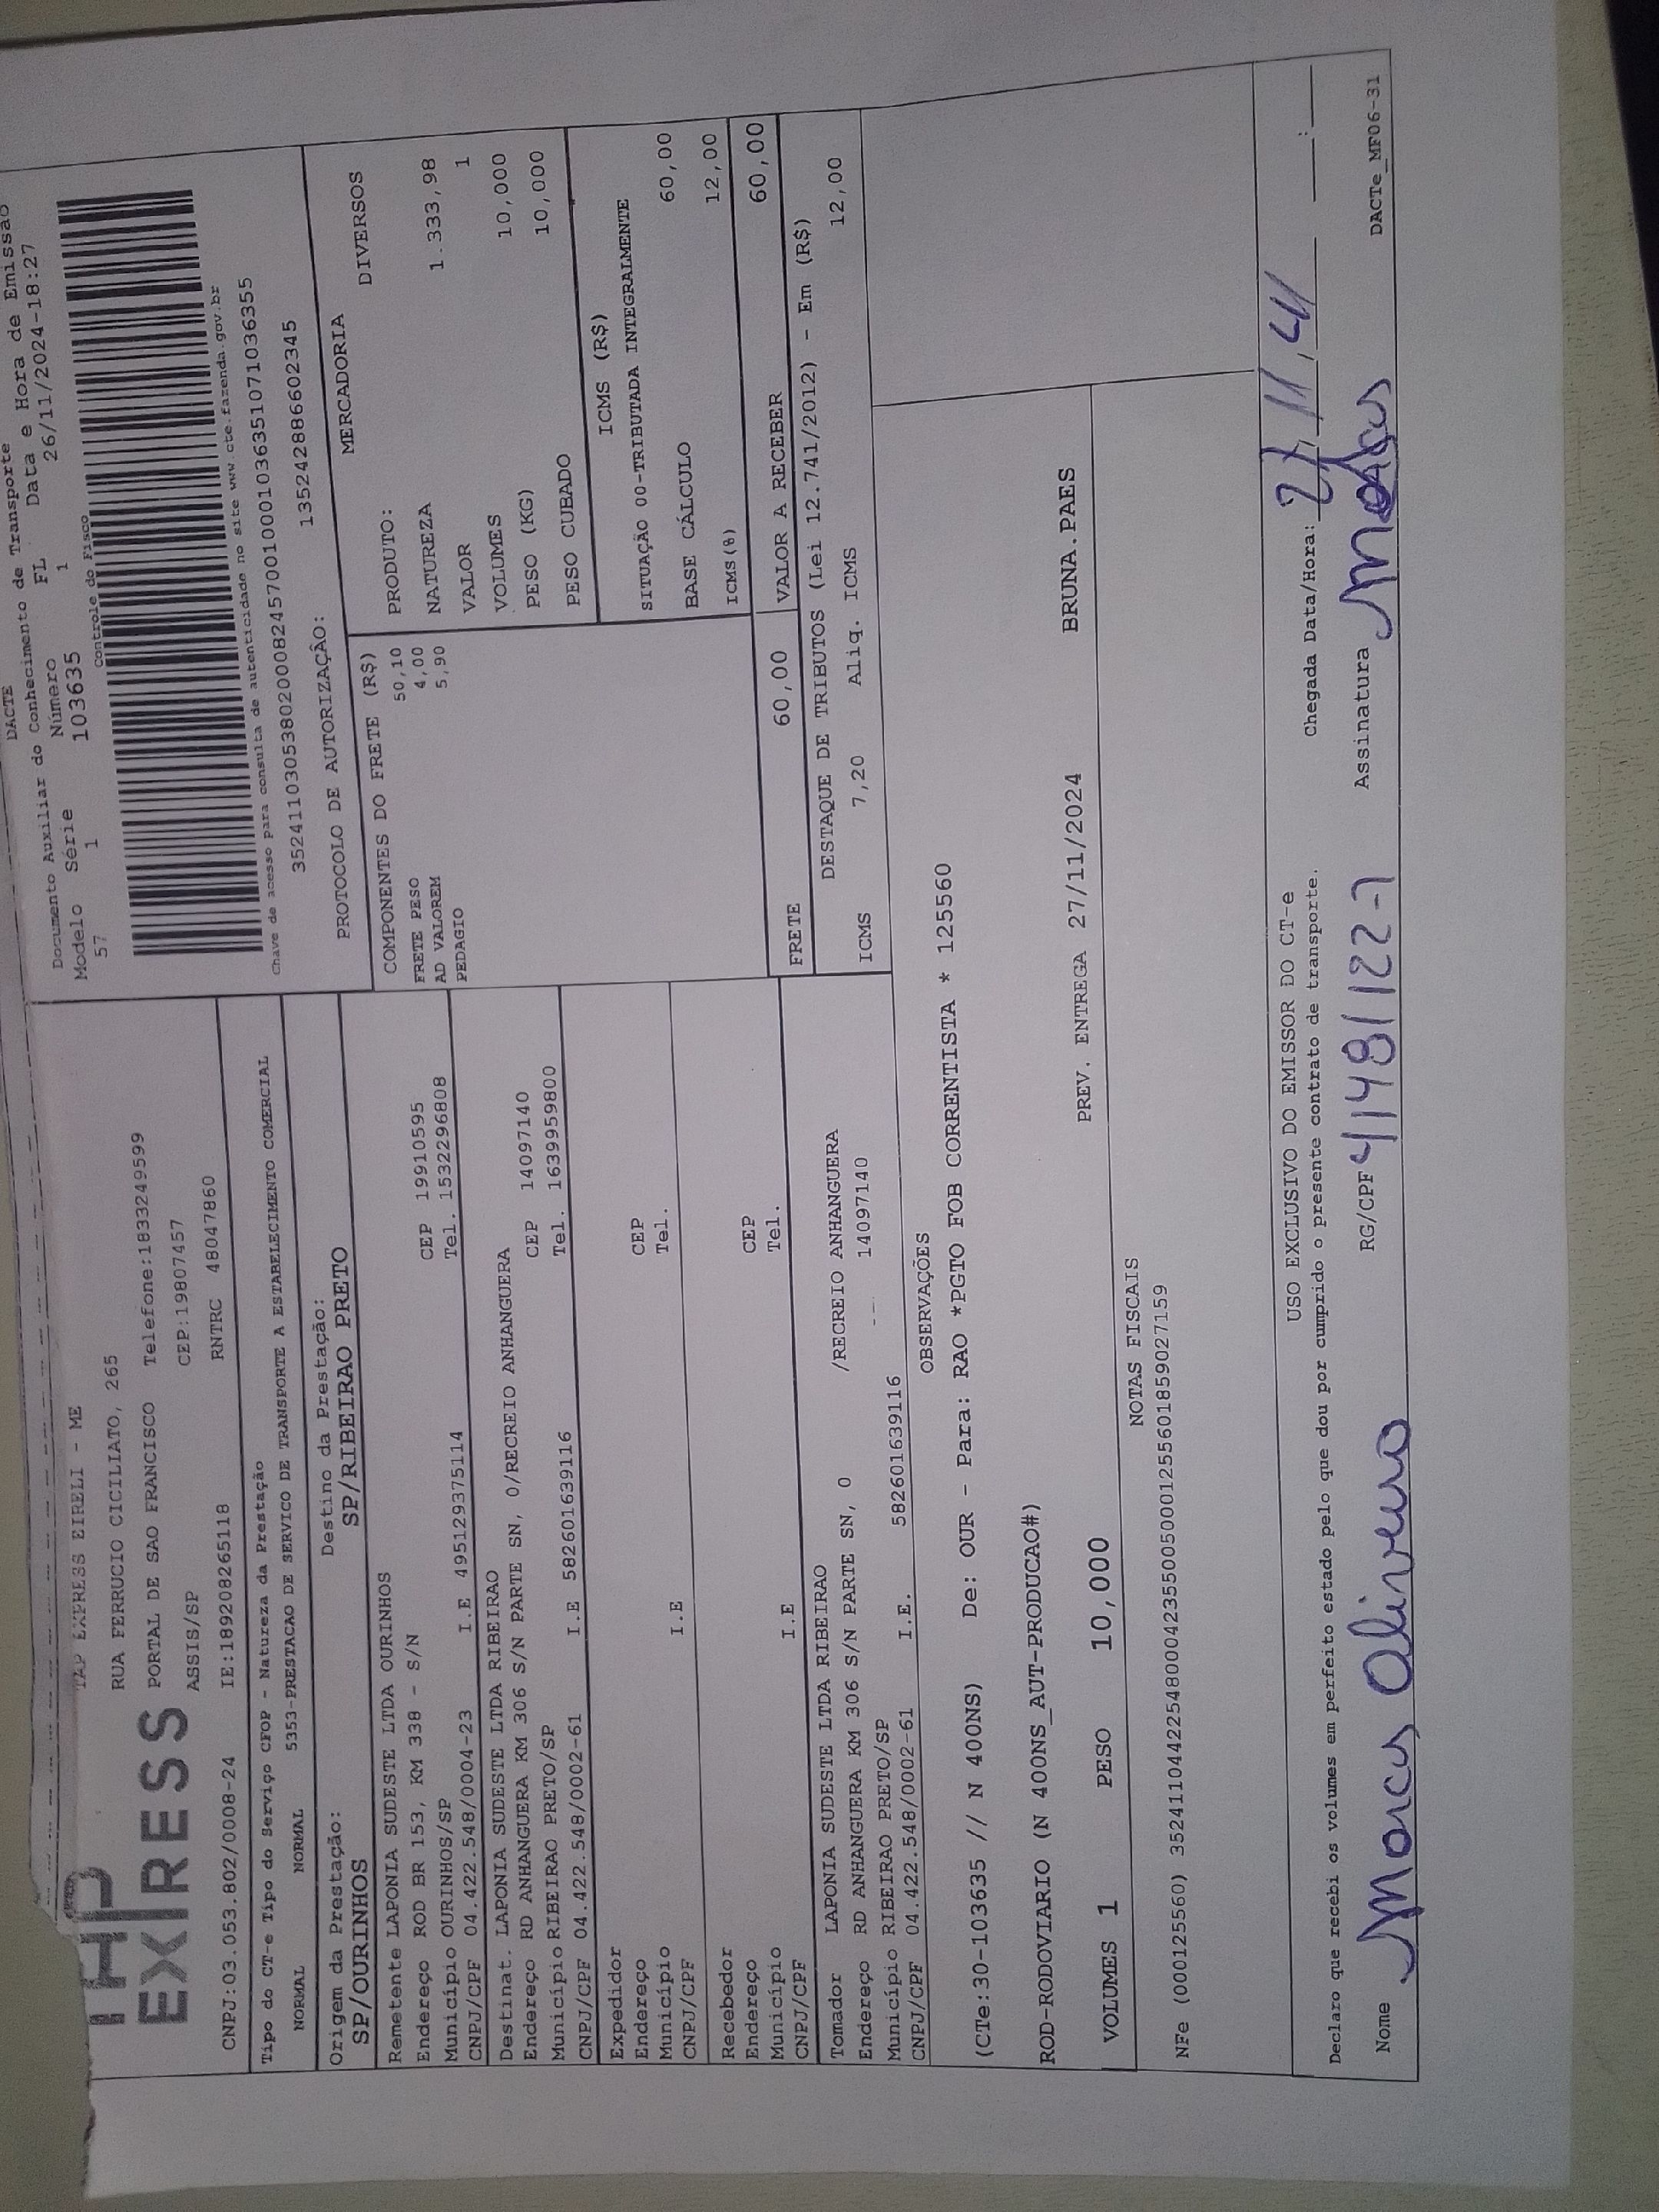 DACTE
Documento Auxiliar do Conhecimento de Transporte
Modelo Série Número FL Data e Hora de Emissão
57 1 103635 1 26/11/2024-18:27
Controle do Fisco
Chave de acesso para consulta de autenticidade no site www.cte.fazenda.gov.br
35241103053802000824570010001036351071036355
PROTOCOLO DE AUTORIZAÇÃO: 135242886602345
EXPRESS
TAP EXPRESS EIRELI - ME
RUA FERRUCIO CICILIATO, 265
PORTAL DE SAO FRANCISCO Telefone:1833249599
ASSIS/SP CEP:19807457
CNPJ:03.053.802/0008-24 IE:189208265118 RNTRC 48047860
Tipo do CT-e Tipo do Serviço CFOP - Natureza da Prestação
NORMAL NORMAL 5353-PRESTACAO DE SERVICO DE TRANSPORTE A ESTABELECIMENTO COMERCIAL
Origem da Prestação: Destino da Prestação:
SP/OURINHOS SP/RIBEIRAO PRETO
Remetente LAPONIA SUDESTE LTDA OURINHOS
Endereço ROD BR 153, KM 338 - S/N CEP 19910595
Município OURINHOS/SP Tel. 1532296808
CNPJ/CPF 04.422.548/0004-23 I.E 495129375114
Destinat. LAPONIA SUDESTE LTDA RIBEIRAO
Endereço RD ANHANGUERA KM 306 S/N PARTE SN, 0/RECREIO ANHANGUERA
Município RIBEIRAO PRETO/SP CEP 14097140
CNPJ/CPF 04.422.548/0002-61 I.E 582601639116 Tel. 1639959800
Expedidor
Endereço CEP
Município Tel.
CNPJ/CPF I.E
Recebedor
Endereço CEP
Município Tel.
CNPJ/CPF I.E
Tomador LAPONIA SUDESTE LTDA RIBEIRAO
Endereço RD ANHANGUERA KM 306 S/N PARTE SN, 0 /RECREIO ANHANGUERA
Município RIBEIRAO PRETO/SP 14097140
CNPJ/CPF 04.422.548/0002-61 I.E. 582601639116
COMPONENTES DO FRETE (R$)
FRETE PESO 50,10
AD VALOREM 4,00
PEDAGIO 5,90
MERCADORIA
PRODUTO: DIVERSOS
NATUREZA
VALOR 1.333,98
VOLUMES 1
PESO (KG) 10,000
PESO CUBADO 10,000
ICMS (R$)
SITUAÇÃO 00-TRIBUTADA INTEGRALMENTE
BASE CÁLCULO 60,00
ICMS(%) 12,00
FRETE 60,00 VALOR A RECEBER 60,00
DESTAQUE DE TRIBUTOS (Lei 12.741/2012) - Em (R$)
ICMS 7,20 Aliq. ICMS 12,00
OBSERVAÇÕES
(CTe:30-103635 // N 400NS) De: OUR - Para: RAO *PGTO FOB CORRENTISTA * 125560
ROD-RODOVIARIO (N 400NS_AUT-PRODUCAO#)
PREV. ENTREGA 27/11/2024 BRUNA.PAES
VOLUMES 1 PESO 10,000
NOTAS FISCAIS
NFe (000125560) 35241104422548000423550050001255601859027159
USO EXCLUSIVO DO EMISSOR DO CT-e
Declaro que recebi os volumes em perfeito estado pelo que dou por cumprido o presente contrato de transporte. Chegada Data/Hora: 27/11/
Nome Marcos Oliveira RG/CPF 41481122-7 Assinatura Marcos
DACTe_MF06-31